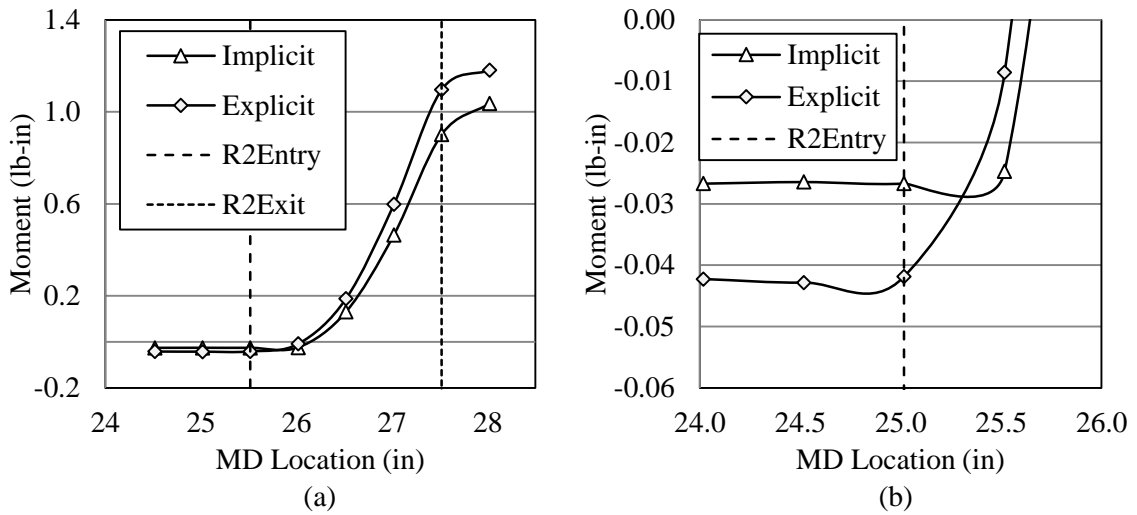 1.4
1.0
0.6
0.2
-0.2
Moment (lb-in)
Implicit
Explicit
R2Entry
R2Exit
24 25 26 27 28
MD Location (in)
(a)
0.00
-0.01
-0.02
-0.03
-0.04
-0.05
-0.06
Moment (lb-in)
Implicit
Explicit
R2Entry
24.0 24.5 25.0 25.5 26.0
MD Location (in)
(b)